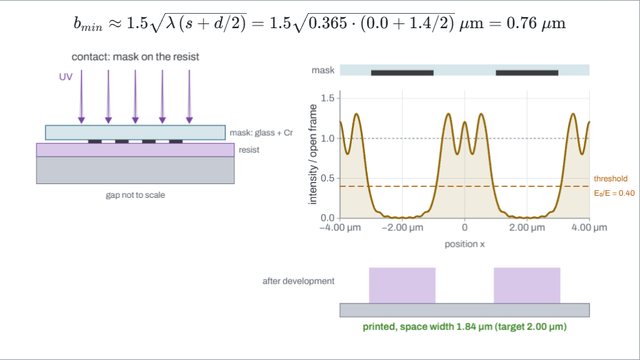 b_min ≈ 1.5√λ(s + d/2) = 1.5√0.365 · (0.0 + 1.4/2) μm = 0.76 μm
contact: mask on the resist
UV
mask: glass + Cr
resist
gap not to scale
mask
intensity / open frame
1.5
1.0
0.5
0.0
−4.00 μm
−2.00 μm
0
2.00 μm
4.00 μm
position x
threshold
E₀/E = 0.40
after development
printed, space width 1.84 μm (target 2.00 μm)